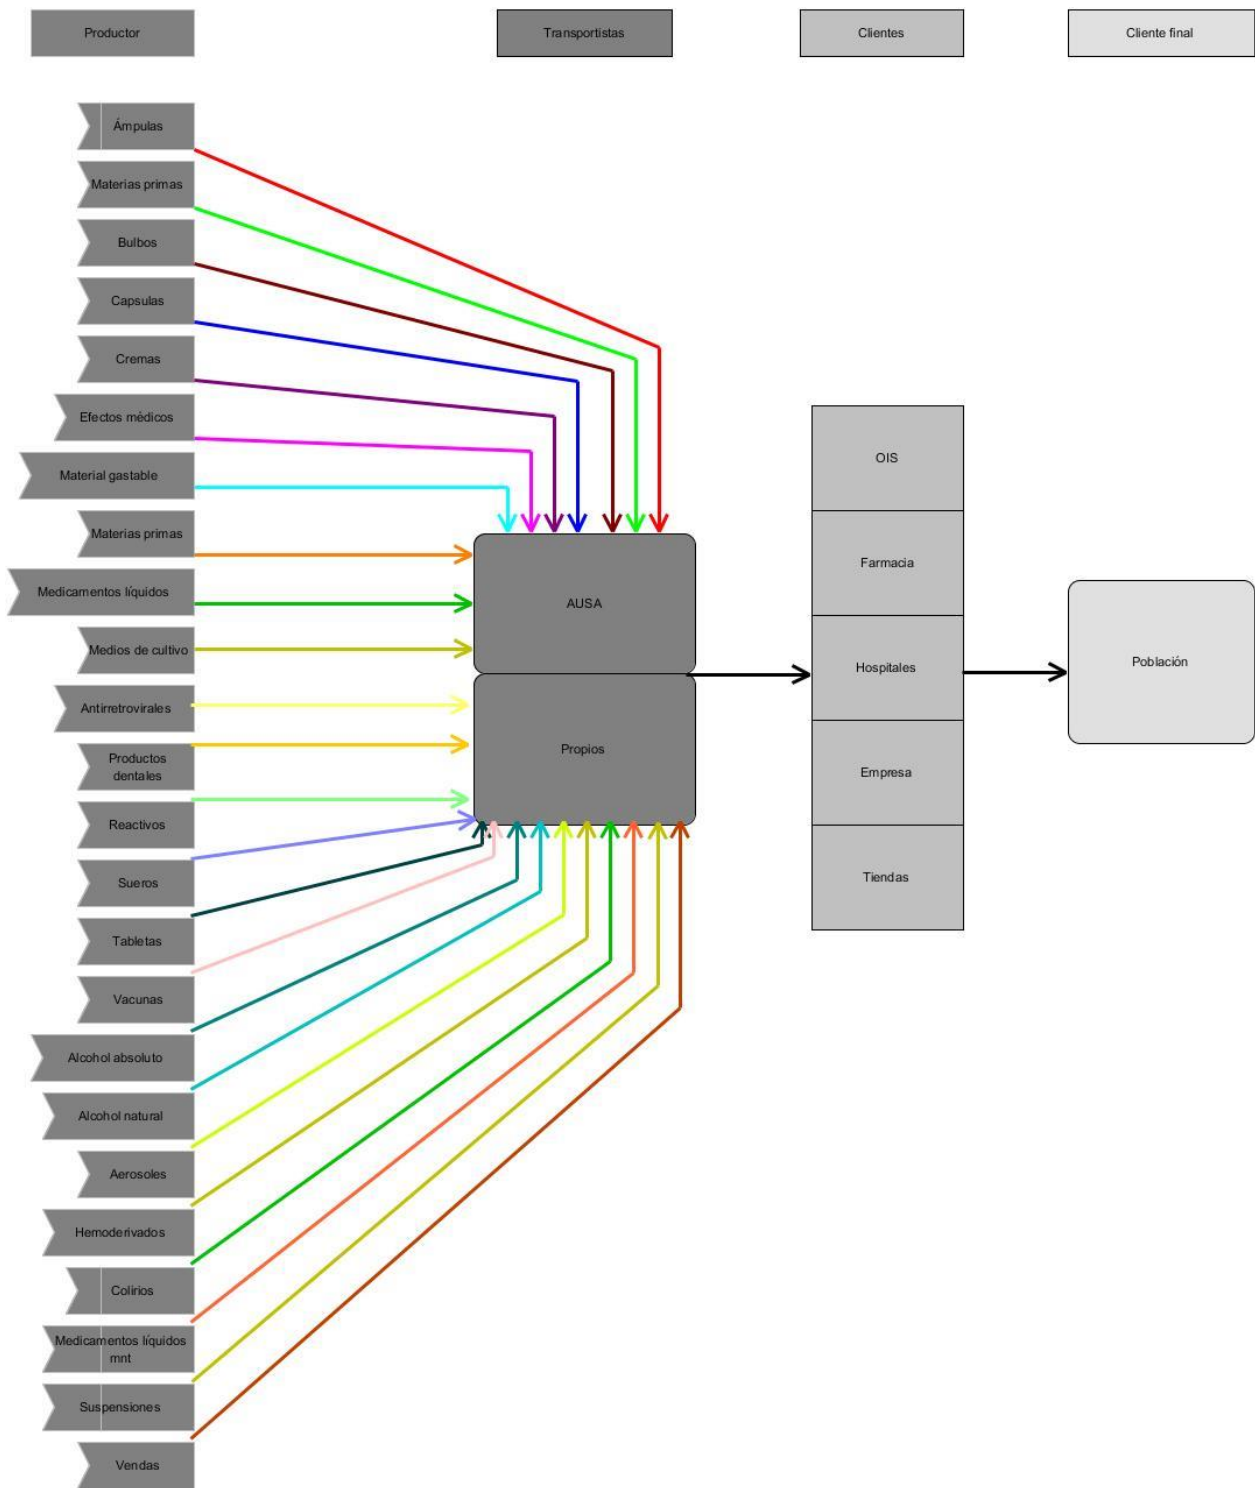 Productor
Transportistas
Clientes
Cliente final
Ámpulas
Materias primas
Bulbos
Capsulas
Cremas
Efectos médicos
Material gastable
Materias primas
Medicamentos líquidos
Medios de cultivo
Antirretrovirales
Productos
dentales
Reactivos
Sueros
Tabletas
Vacunas
Alcohol absoluto
Alcohol natural
Aerosoles
Hemoderivados
Colirios
Medicamentos líquidos
mnt
Suspensiones
Vendas
AUSA
Propios
OIS
Farmacia
Hospitales
Empresa
Tiendas
Población